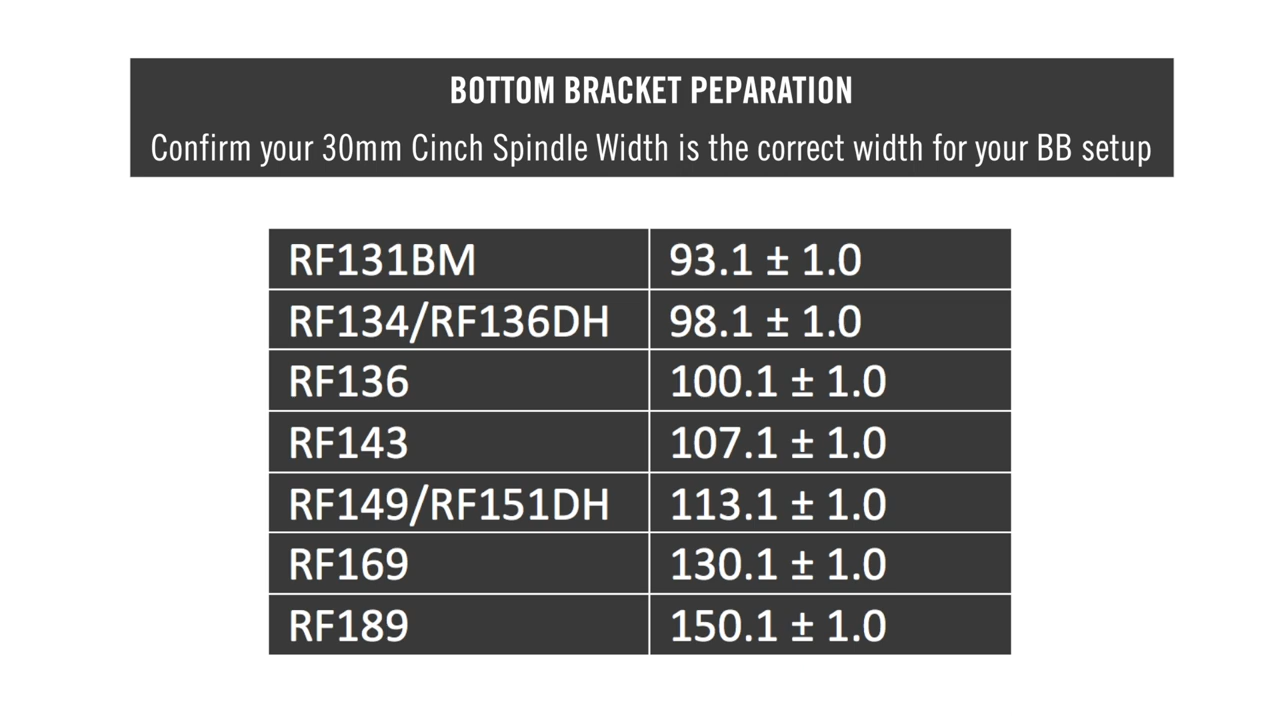 BOTTOM BRACKET PEPARATION
Confirm your 30mm Cinch Spindle Width is the correct width for your BB setup
RF131BM 93.1 ± 1.0
RF134/RF136DH 98.1 ± 1.0
RF136 100.1 ± 1.0
RF143 107.1 ± 1.0
RF149/RF151DH 113.1 ± 1.0
RF169 130.1 ± 1.0
RF189 150.1 ± 1.0